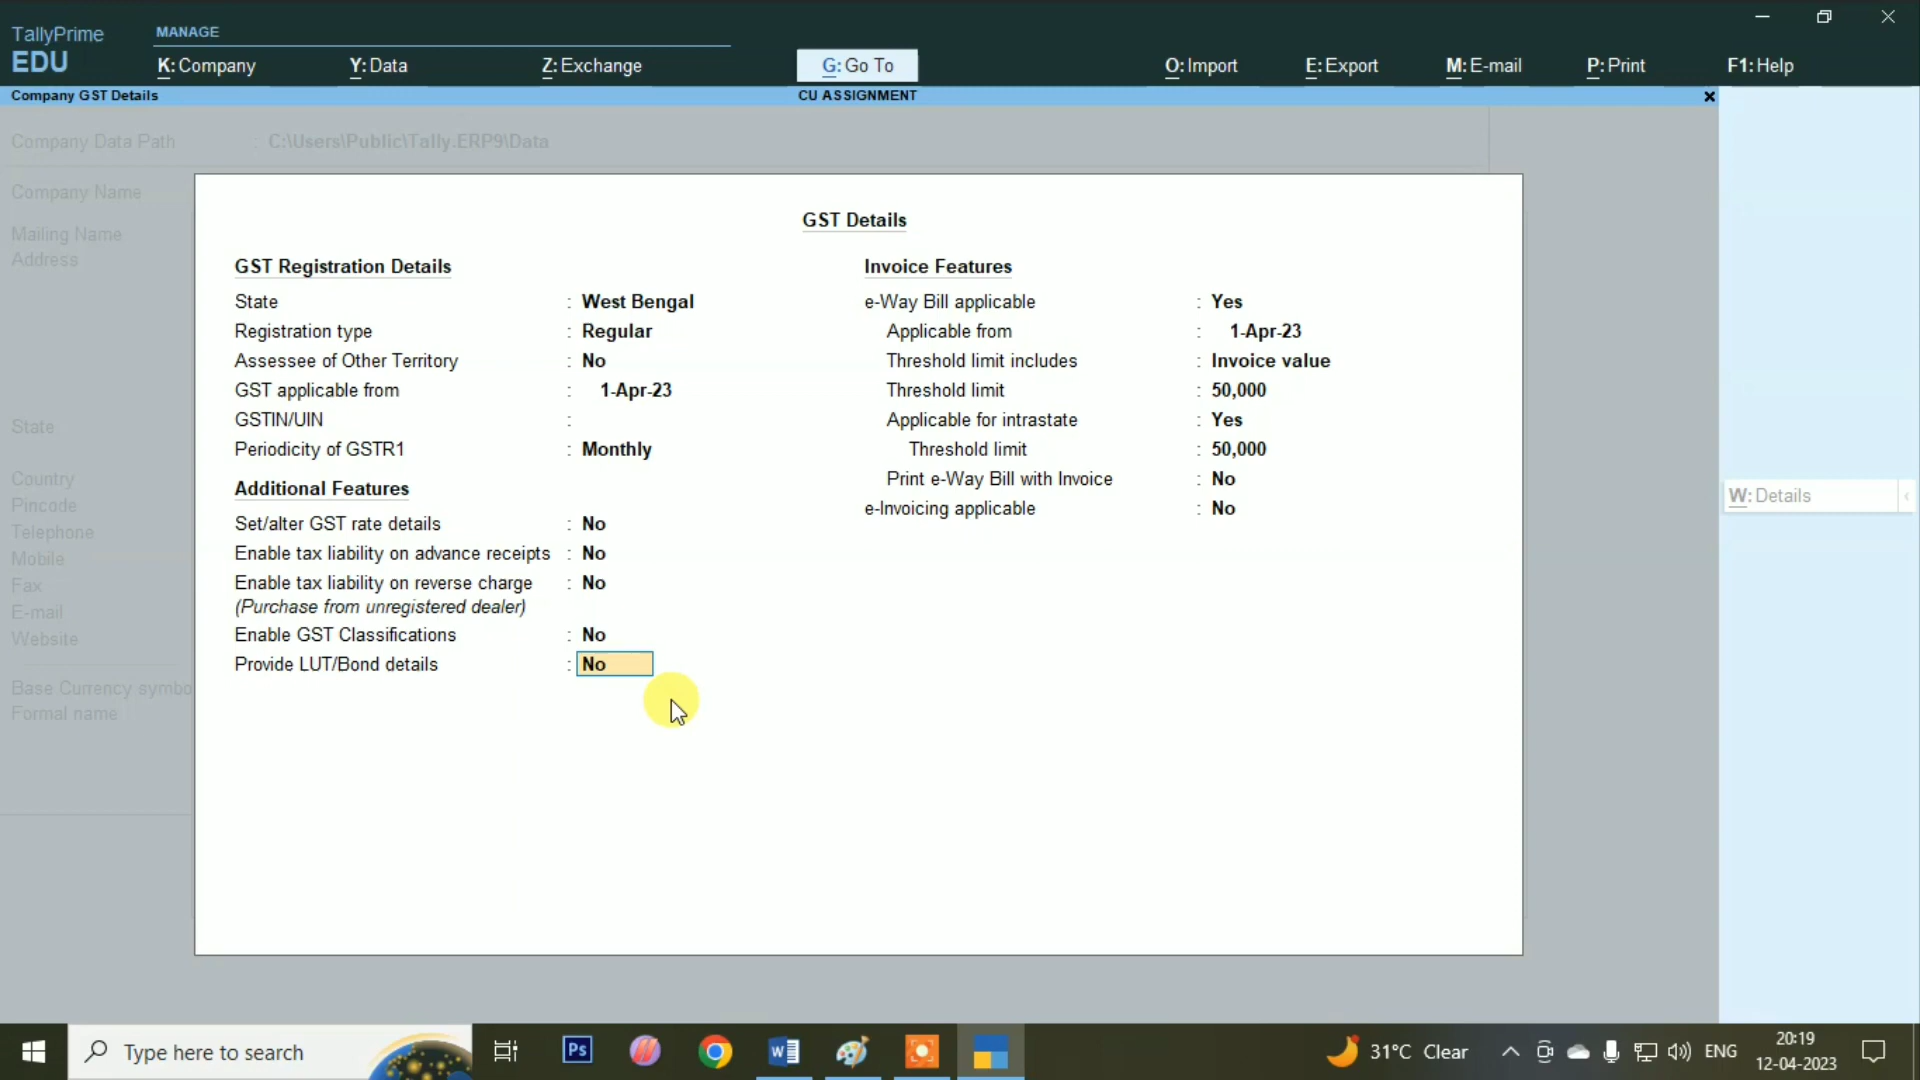 TallyPrime
EDU
MANAGE
K: Company
Y: Data
Z: Exchange
G: Go To
O: Import
E: Export
M: E-mail
P: Print
F1: Help
Company GST Details
CU ASSIGNMENT
Company Data Path : C:\Users\Public\Tally.ERP9\Data
Company Name
Mailing Name
Address
State
Country
Pincode
Telephone
Mobile
Fax
E-mail
Website
Base Currency symbo
Formal name
GST Details
GST Registration Details
State : West Bengal
Registration type : Regular
Assessee of Other Territory : No
GST applicable from : 1-Apr-23
GSTIN/UIN :
Periodicity of GSTR1 : Monthly
Additional Features
Set/alter GST rate details : No
Enable tax liability on advance receipts : No
Enable tax liability on reverse charge : No
(Purchase from unregistered dealer)
Enable GST Classifications : No
Provide LUT/Bond details : No
Invoice Features
e-Way Bill applicable : Yes
Applicable from : 1-Apr-23
Threshold limit includes : Invoice value
Threshold limit : 50,000
Applicable for intrastate : Yes
Threshold limit : 50,000
Print e-Way Bill with Invoice : No
e-Invoicing applicable : No
W: Details
Type here to search
Ps
31°C Clear
ENG
20:19
12-04-2023